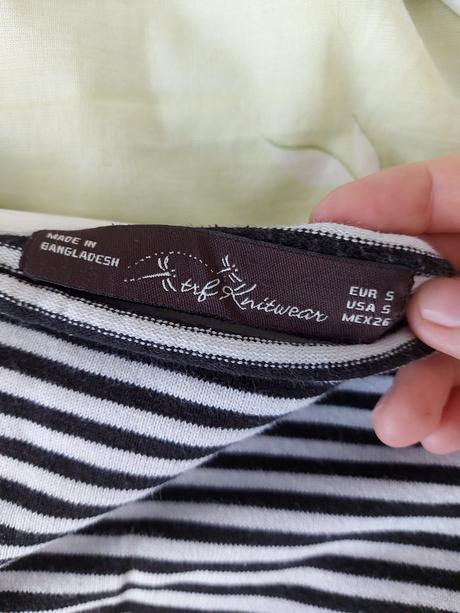 MADE IN
BANGLADESH
trf Knitwear
EUR S
USA S
MEX26